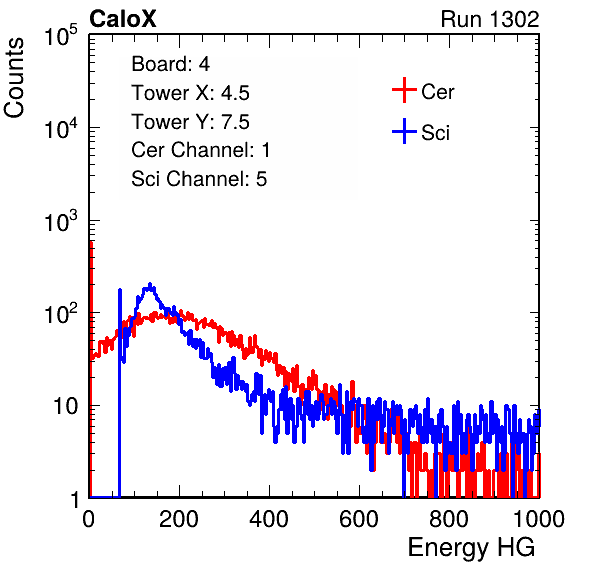 CaloX Run 1302
Counts
Board: 4
Tower X: 4.5
Tower Y: 7.5
Cer Channel: 1
Sci Channel: 5
Cer
Sci
10^5
10^4
10^3
10^2
10
1
0 200 400 600 800 1000
Energy HG